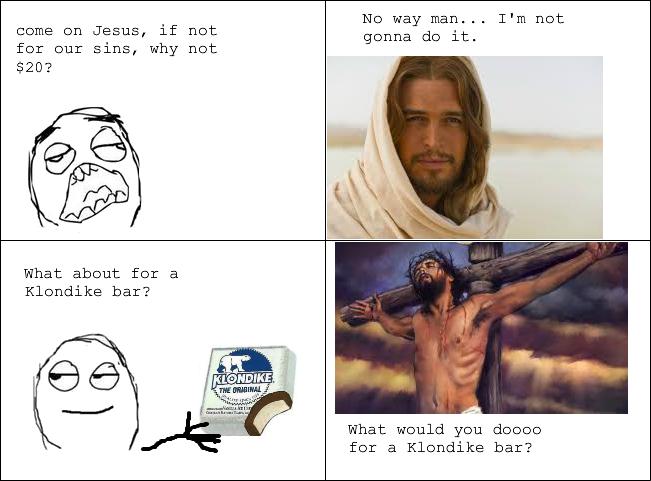 come on Jesus, if not
for our sins, why not
$20?
No way man... I'm not
gonna do it.
What about for a
Klondike bar?
KLONDIKE
THE ORIGINAL
What would you doooo
for a Klondike bar?